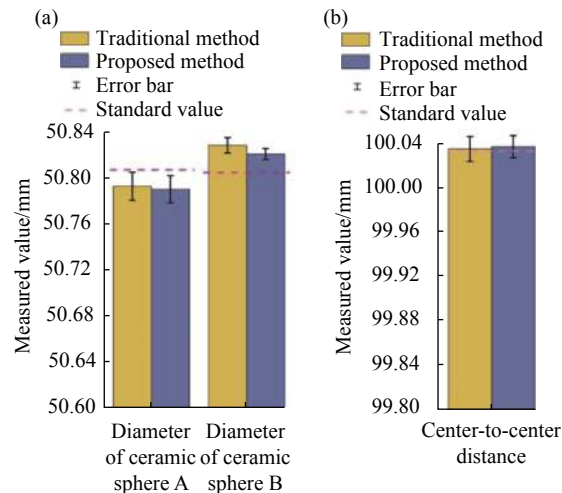 (a)
Traditional method
Proposed method
Error bar
Standard value
50.84
50.80
50.76
50.72
50.68
50.64
50.60
Measured value/mm
Diameter
of ceramic
sphere A
Diameter
of ceramic
sphere B
(b)
Traditional method
Proposed method
Error bar
Standard value
100.04
100.00
99.96
99.92
99.88
99.84
99.80
Measured value/mm
Center-to-center
distance